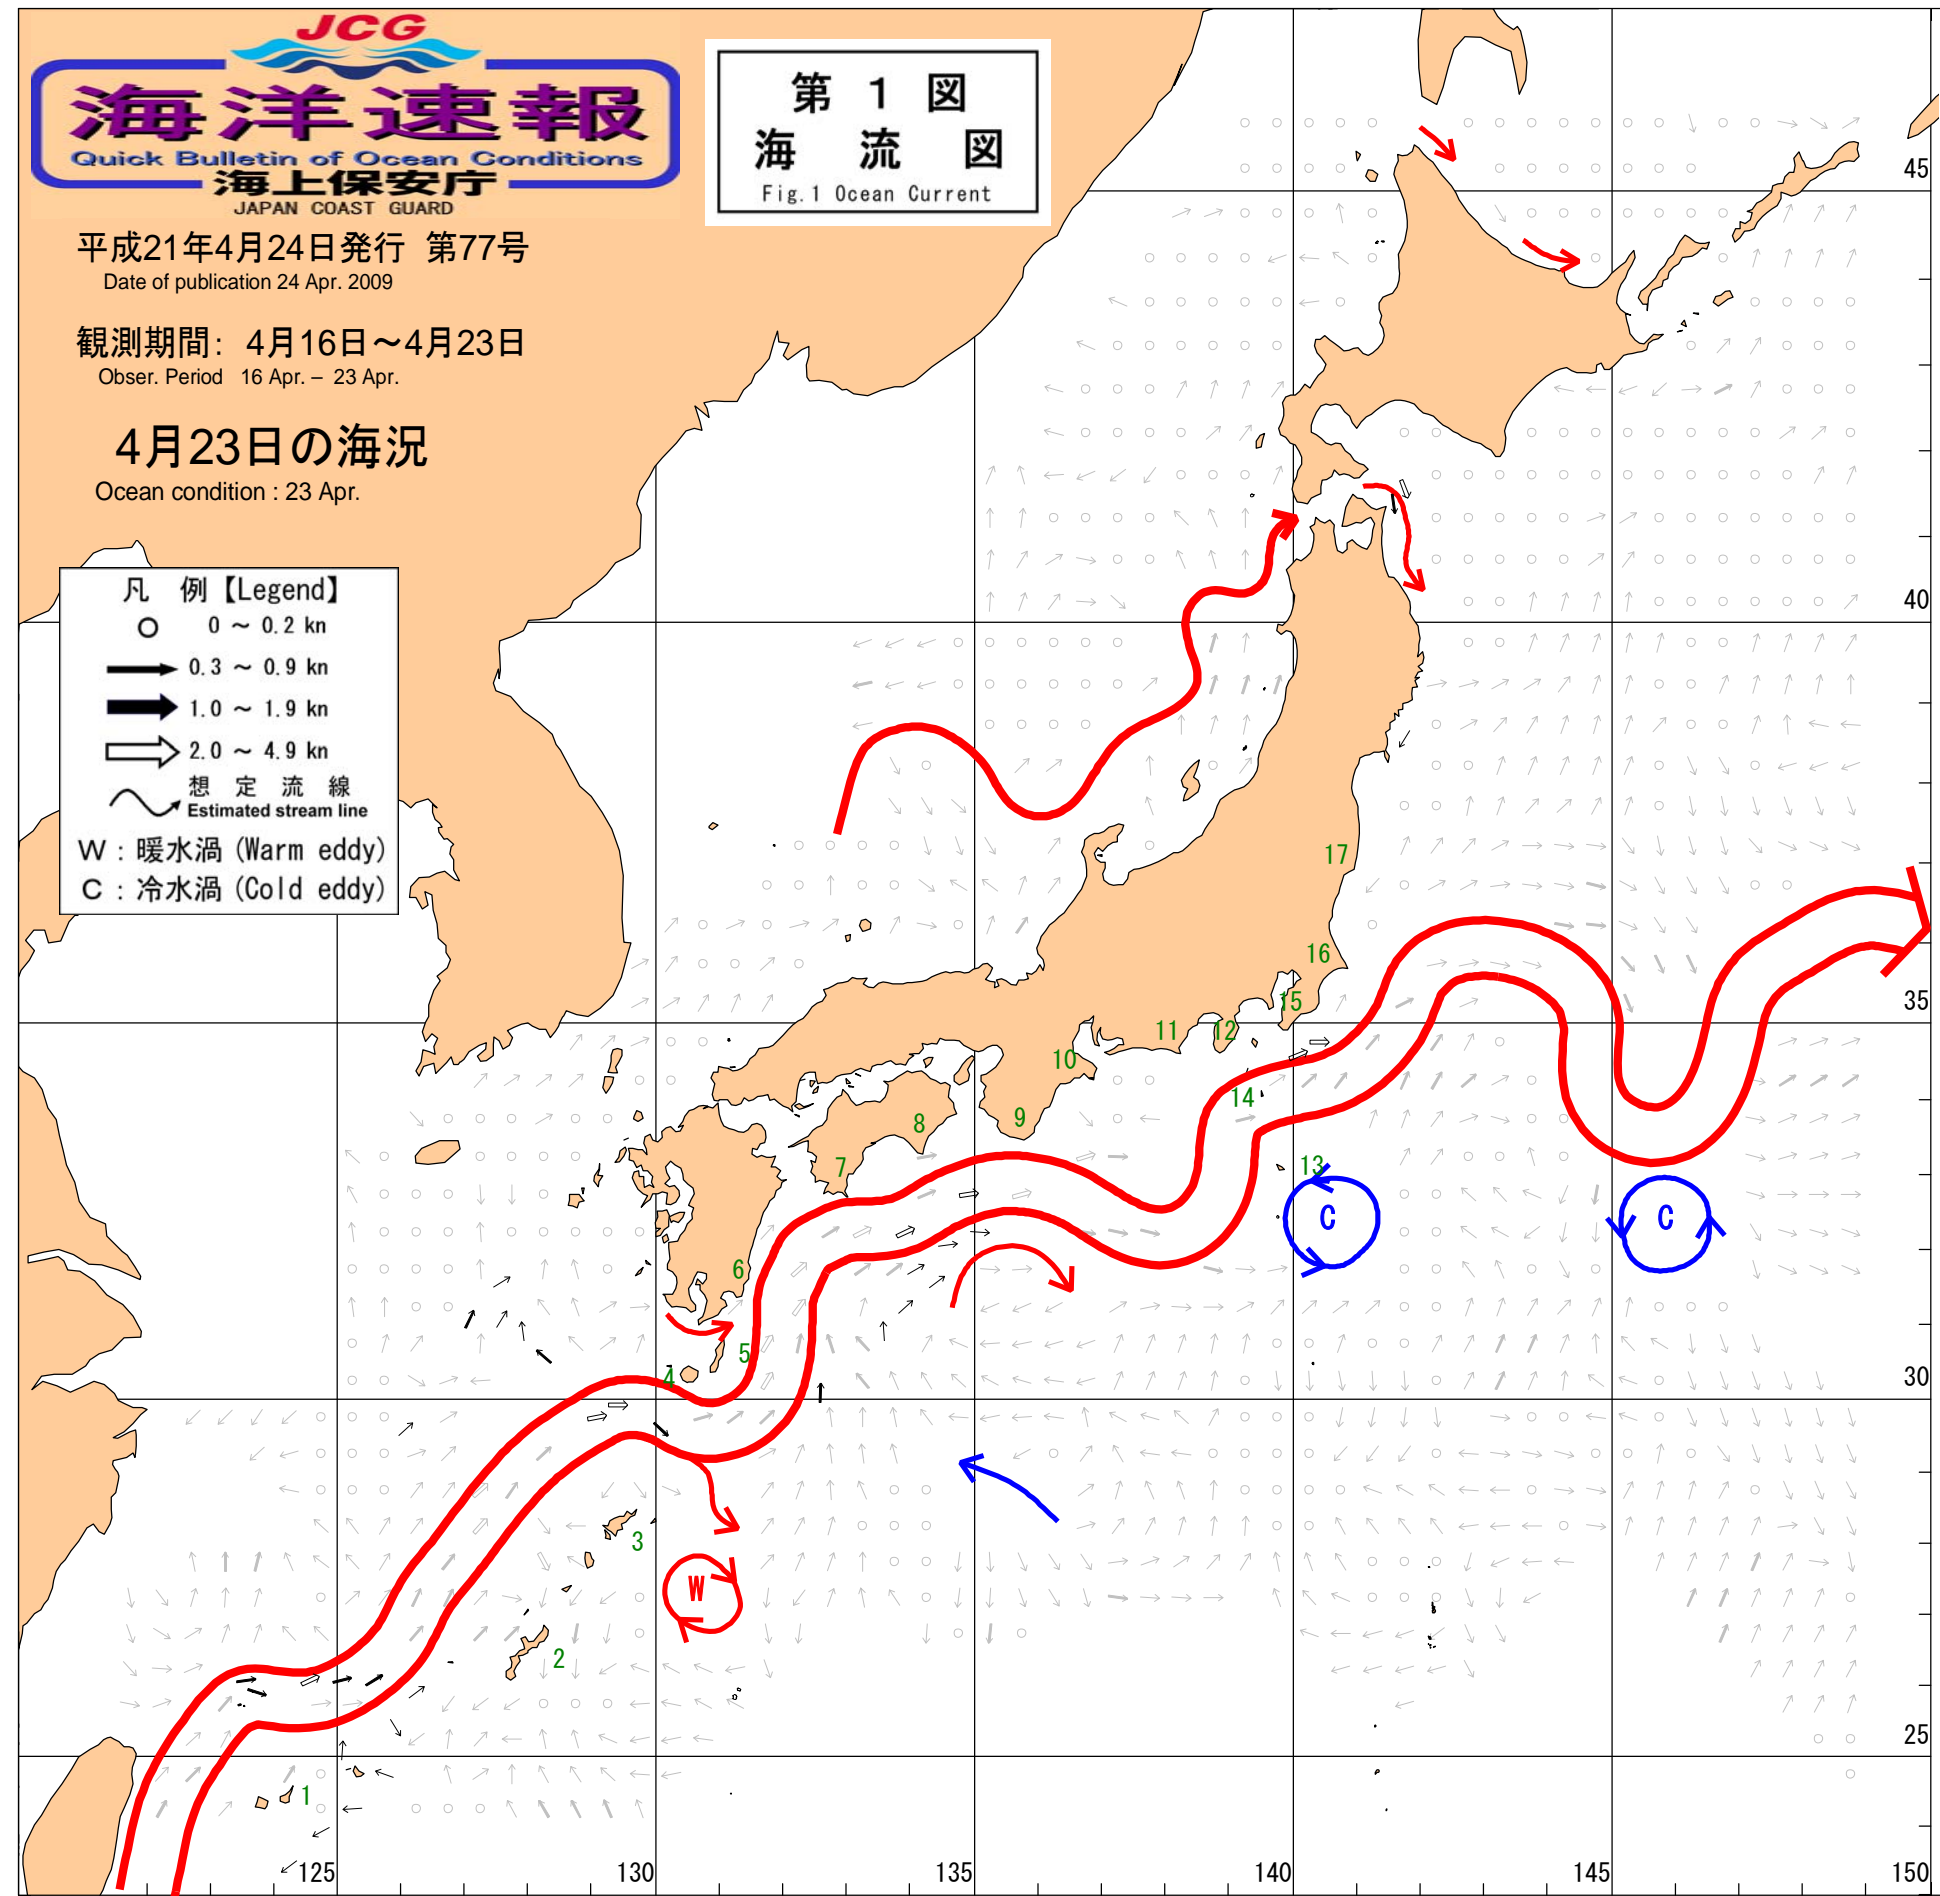 JCG
海洋速報
Quick Bulletin of Ocean Conditions
海上保安庁
JAPAN COAST GUARD
第 1 図
海 流 図
Fig.1 Ocean Current
平成21年4月24日発行 第77号
Date of publication 24 Apr. 2009
観測期間： 4月16日～4月23日
Obser. Period 16 Apr. – 23 Apr.
4月23日の海況
Ocean condition : 23 Apr.
凡 例【Legend】
0 ～ 0.2 kn
0.3 ～ 0.9 kn
1.0 ～ 1.9 kn
2.0 ～ 4.9 kn
想 定 流 線
Estimated stream line
W : 暖水渦 (Warm eddy)
C : 冷水渦 (Cold eddy)
45
40
35
30
25
17
16
15
12
11
10
14
9
8
7
13
C
C
6
5
4
3
W
2
1
125
130
135
140
145
150